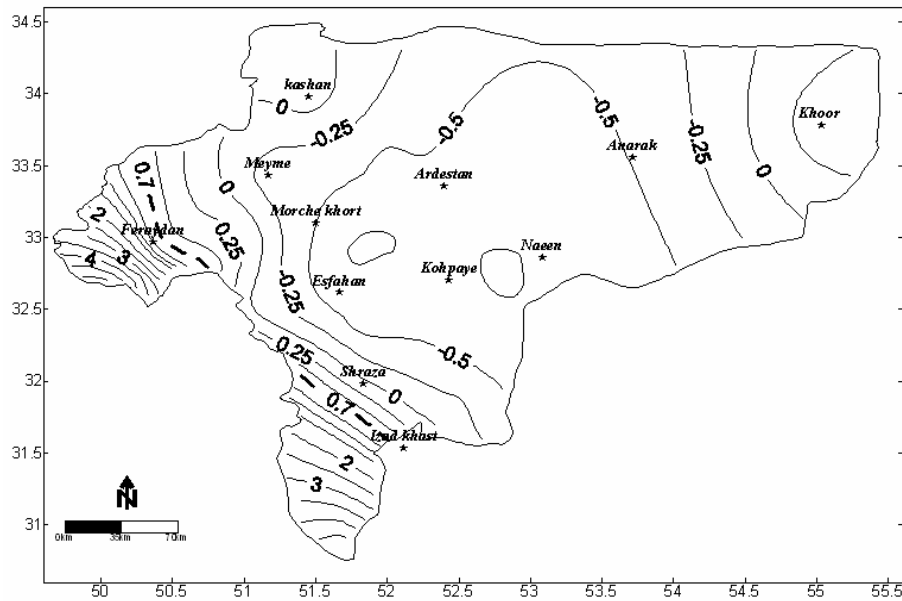 34.5
34
33.5
33
32.5
32
31.5
31
50
50.5
51
51.5
52
52.5
53
53.5
54
54.5
55
55.5
kashan
0
-0.25
-0.5
-0.5
-0.25
0
Khoor
Anarak
Meyme
Ardestan
0.7
0
Morche khort
2
Fereydan
3
4
0.25
Naeen
Kohpaye
Esfahan
-0.25
-0.5
0.25
Shraza
0
0.7
Izad khast
2
3
N
0km
35km
70km